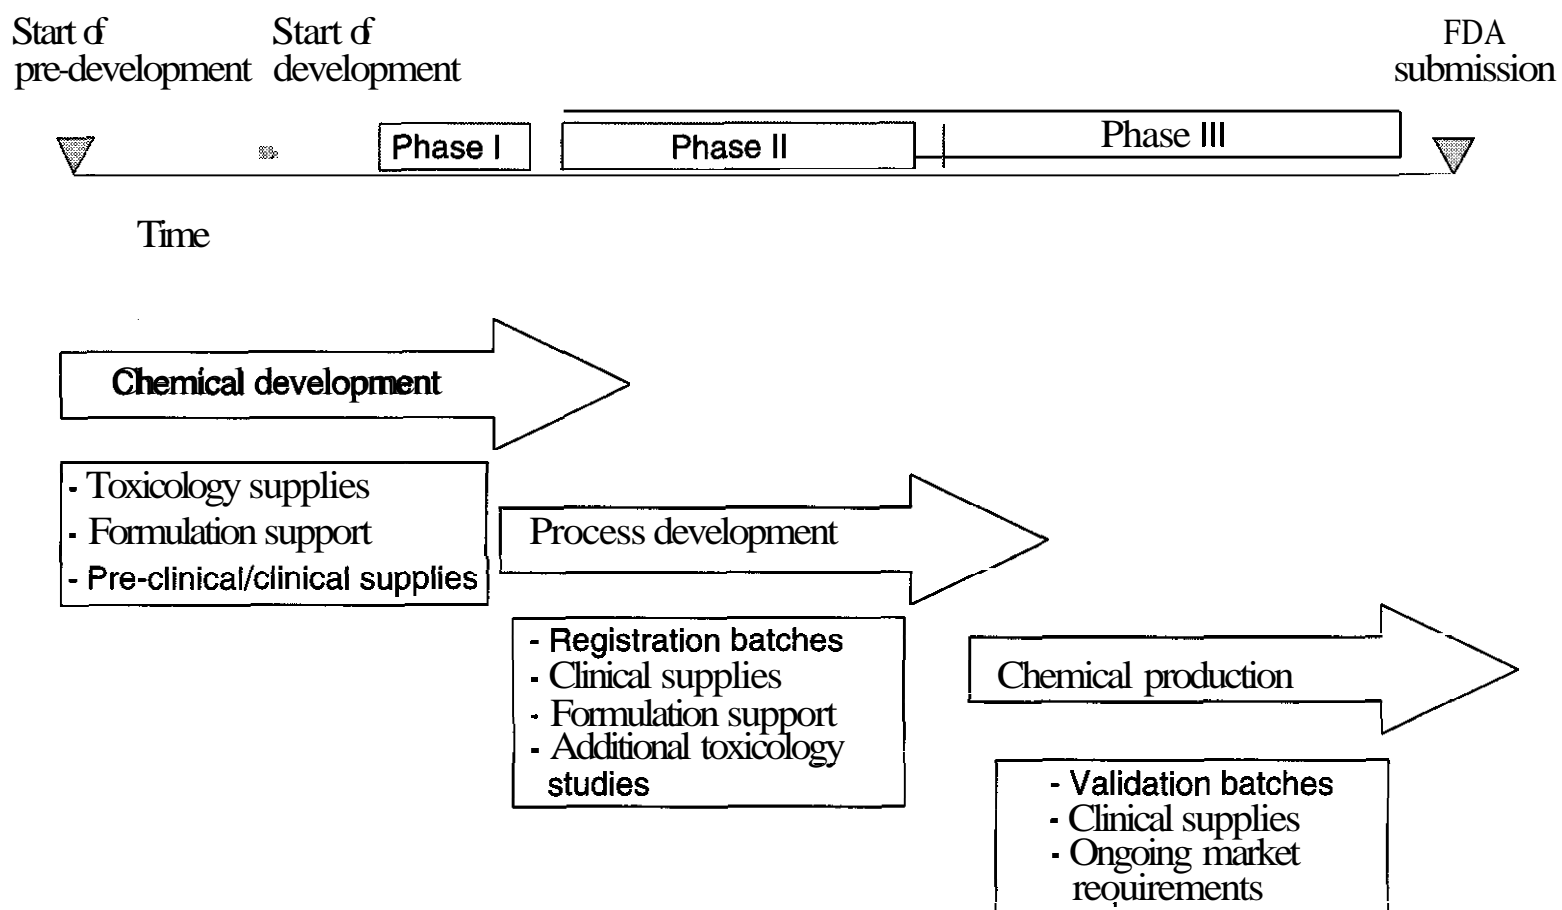 Start of
pre-development
Start of
development
FDA
submission
Phase I
Phase II
Phase III
Time
Chemical development
- Toxicology supplies
- Formulation support
- Pre-clinical/clinical supplies
Process development
- Registration batches
- Clinical supplies
- Formulation support
- Additional toxicology
studies
Chemical production
- Validation batches
- Clinical supplies
- Ongoing market
requirements